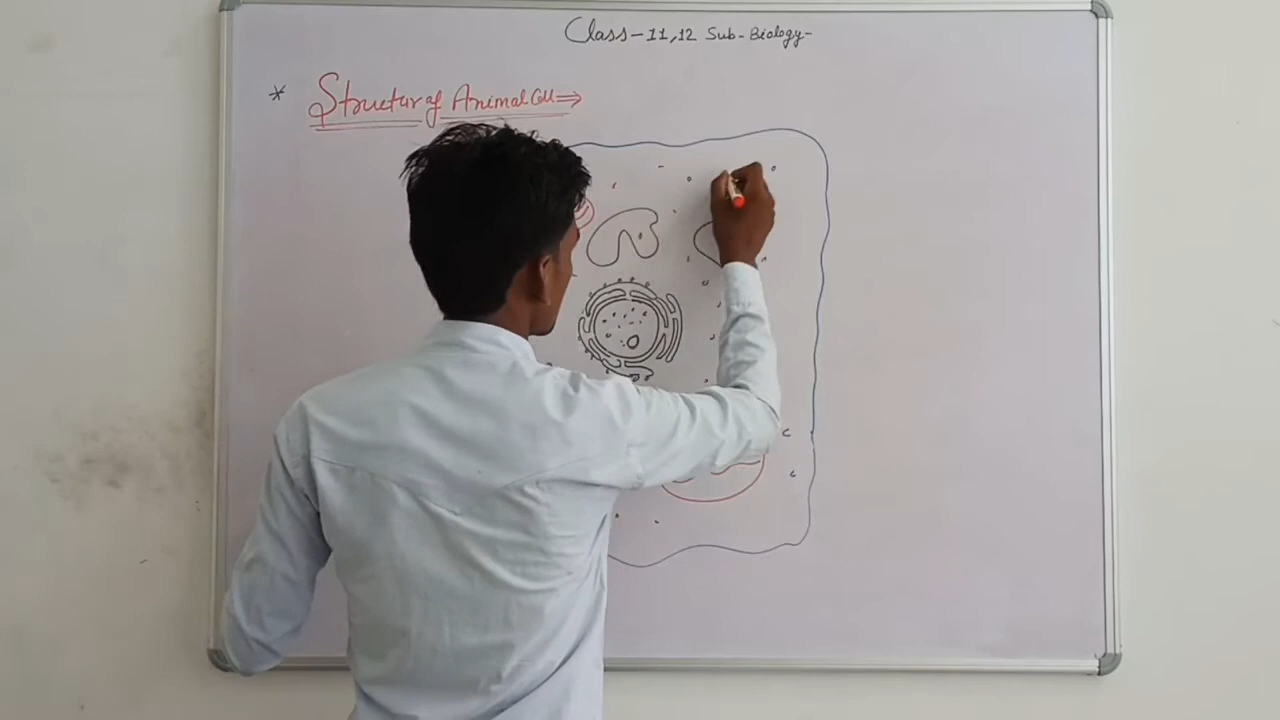 Class-11,12 Sub-Biology-
* Structur of Animal Cell ⇒